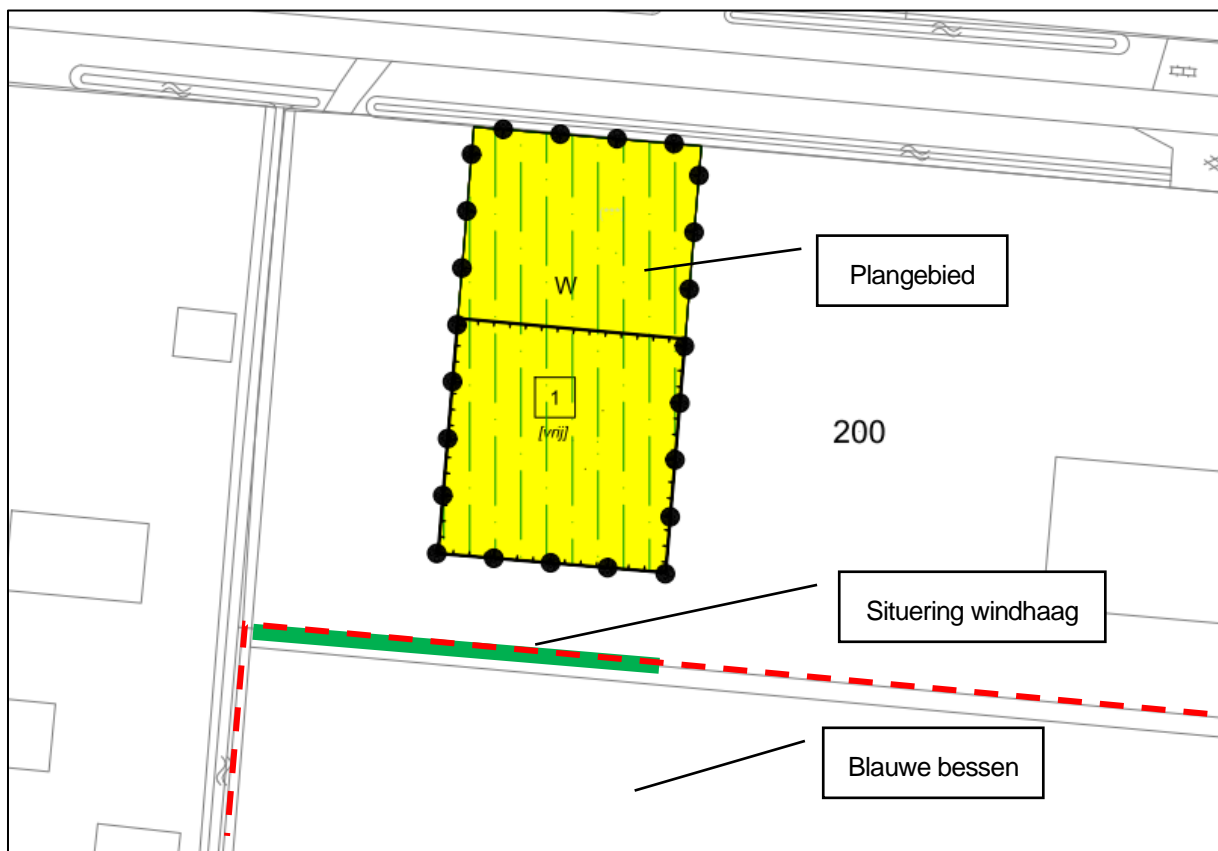 Plangebied
W
1
[vrij]
200
Situering windhaag
Blauwe bessen